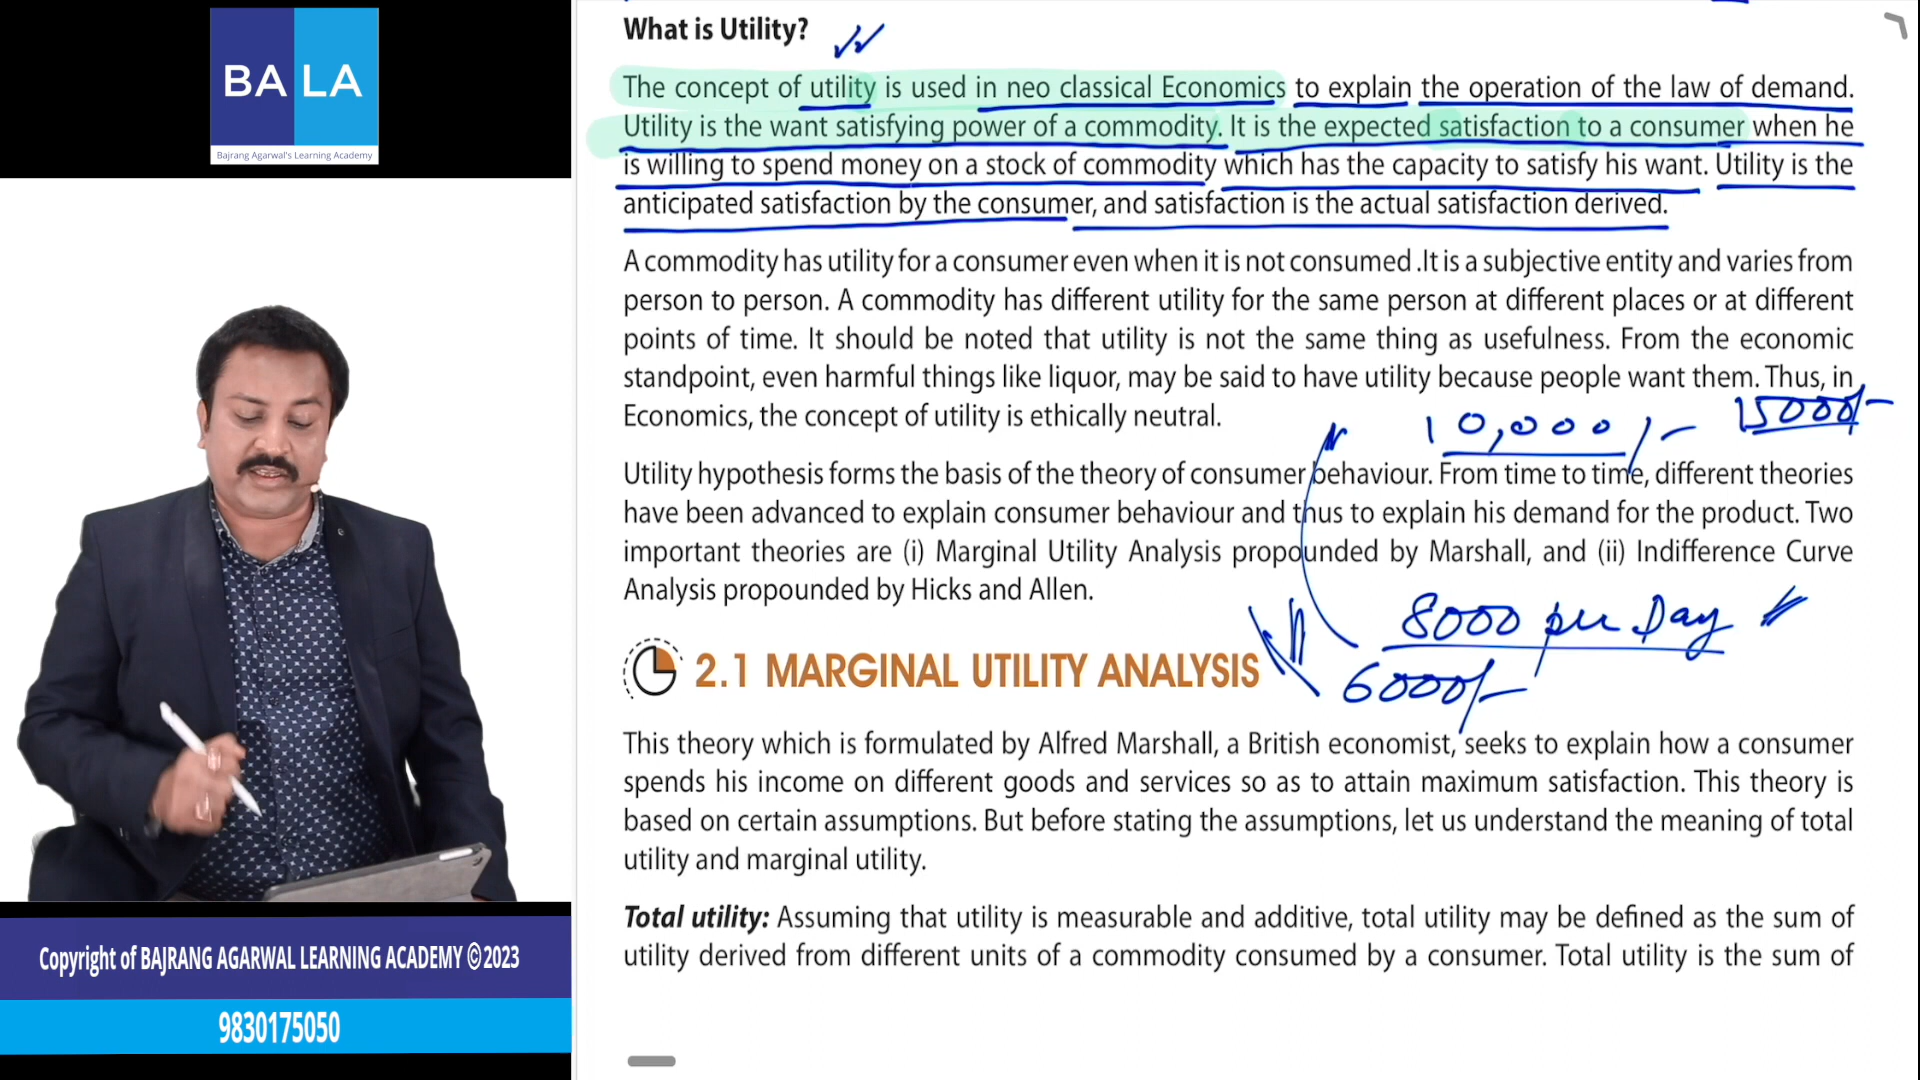 BA LA
Bajrang Agarwal's Learning Academy
What is Utility?
The concept of utility is used in neo classical Economics to explain the operation of the law of demand.
Utility is the want satisfying power of a commodity. It is the expected satisfaction to a consumer when he
is willing to spend money on a stock of commodity which has the capacity to satisfy his want. Utility is the
anticipated satisfaction by the consumer, and satisfaction is the actual satisfaction derived.
A commodity has utility for a consumer even when it is not consumed .It is a subjective entity and varies from
person to person. A commodity has different utility for the same person at different places or at different
points of time. It should be noted that utility is not the same thing as usefulness. From the economic
standpoint, even harmful things like liquor, may be said to have utility because people want them. Thus, in
Economics, the concept of utility is ethically neutral.
10,000/- 15000/-
Utility hypothesis forms the basis of the theory of consumer behaviour. From time to time, different theories
have been advanced to explain consumer behaviour and thus to explain his demand for the product. Two
important theories are (i) Marginal Utility Analysis propounded by Marshall, and (ii) Indifference Curve
Analysis propounded by Hicks and Allen.
8000 per Day
2.1 MARGINAL UTILITY ANALYSIS
6000/-
This theory which is formulated by Alfred Marshall, a British economist, seeks to explain how a consumer
spends his income on different goods and services so as to attain maximum satisfaction. This theory is
based on certain assumptions. But before stating the assumptions, let us understand the meaning of total
utility and marginal utility.
Total utility: Assuming that utility is measurable and additive, total utility may be defined as the sum of
utility derived from different units of a commodity consumed by a consumer. Total utility is the sum of
Copyright of BAJRANG AGARWAL LEARNING ACADEMY ©2023
9830175050